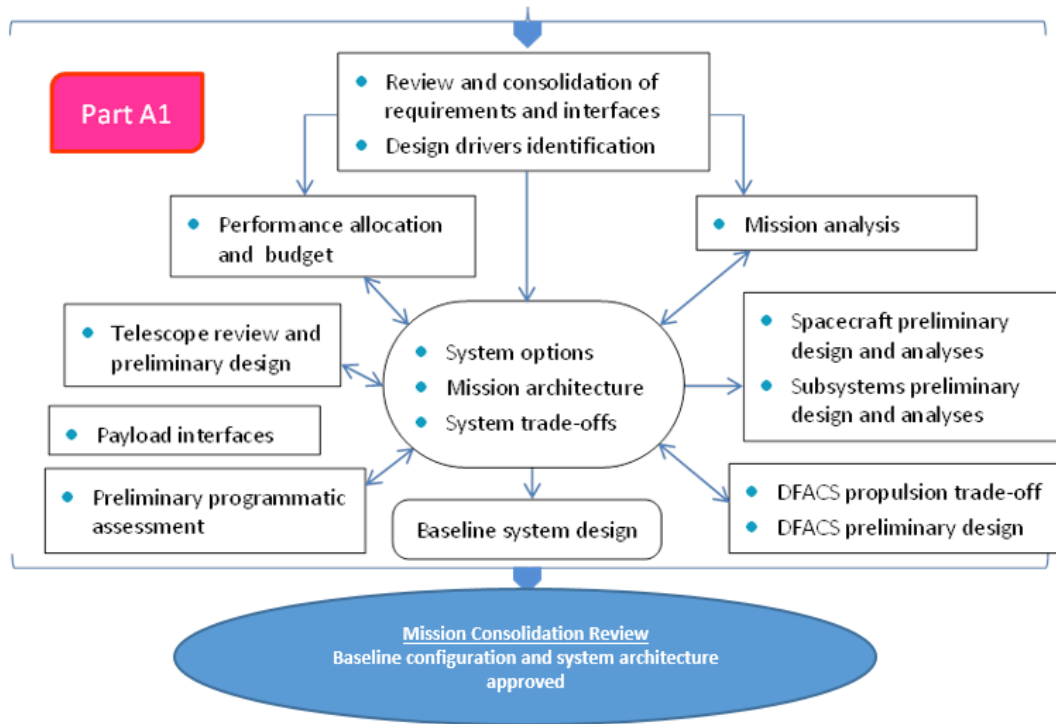 Part A1
Review and consolidation of
requirements and interfaces
Design drivers identification
Performance allocation
and budget
Mission analysis
Telescope review and
preliminary design
System options
Mission architecture
System trade-offs
Spacecraft preliminary
design and analyses
Subsystems preliminary
design and analyses
Payload interfaces
Preliminary programmatic
assessment
Baseline system design
DFACS propulsion trade-off
DFACS preliminary design
Mission Consolidation Review
Baseline configuration and system architecture
approved